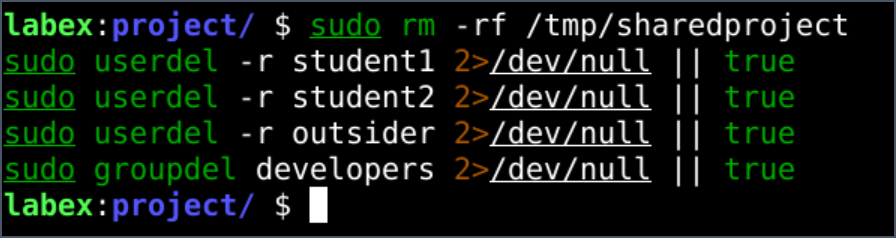 labex:project/ $ sudo rm -rf /tmp/sharedproject
sudo userdel -r student1 2>/dev/null || true
sudo userdel -r student2 2>/dev/null || true
sudo userdel -r outsider 2>/dev/null || true
sudo groupdel developers 2>/dev/null || true
labex:project/ $